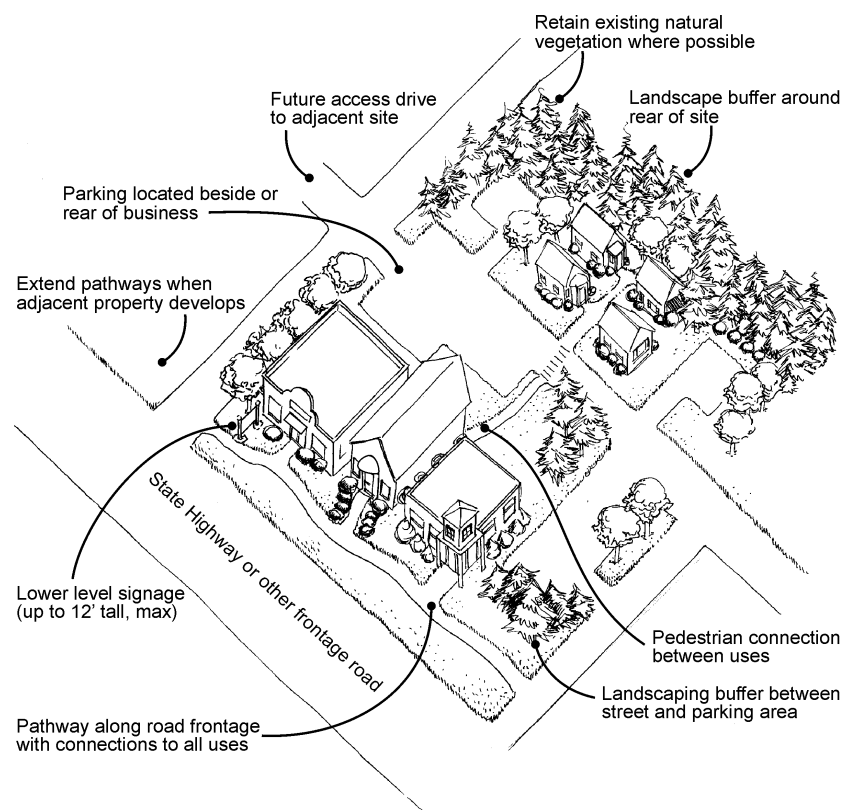 Retain existing natural
vegetation where possible
Future access drive
to adjacent site
Landscape buffer around
rear of site
Parking located beside or
rear of business
Extend pathways when
adjacent property develops
State Highway or other frontage road
Lower level signage
(up to 12' tall, max)
Pedestrian connection
between uses
Landscaping buffer between
street and parking area
Pathway along road frontage
with connections to all uses